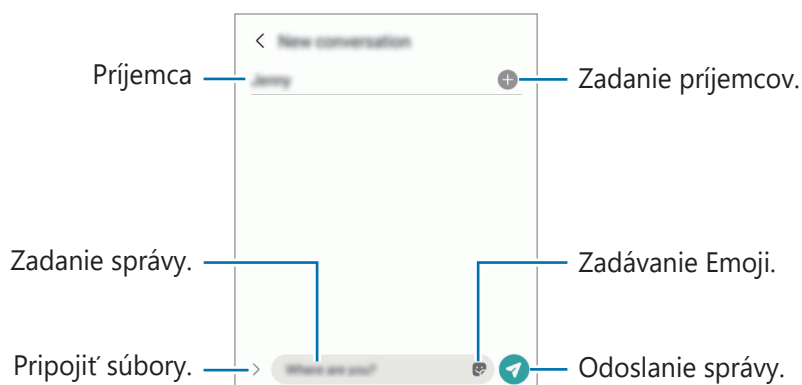 New conversation
Príjemca
Jenny
Zadanie príjemcov.
Zadanie správy.
Zadávanie Emoji.
Pripojiť súbory.
Where are you?
Odoslanie správy.